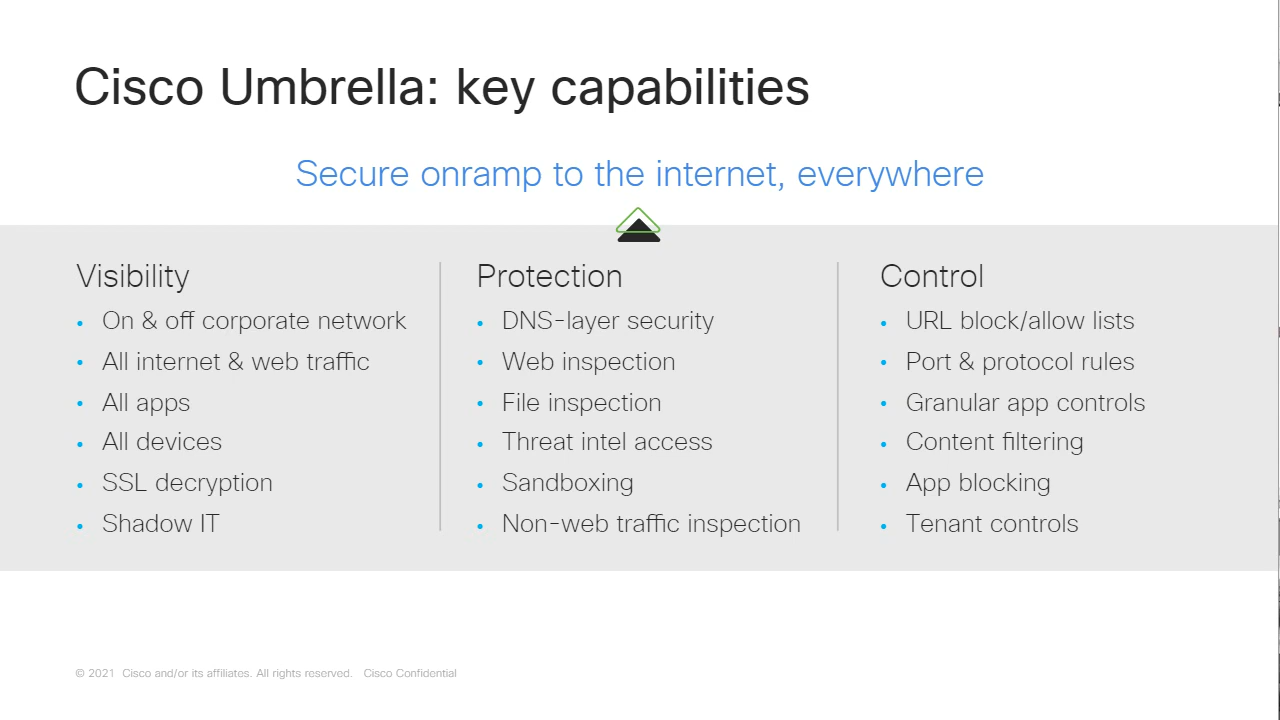 Cisco Umbrella: key capabilities
Secure onramp to the internet, everywhere
Visibility
• On & off corporate network
• All internet & web traffic
• All apps
• All devices
• SSL decryption
• Shadow IT
Protection
• DNS-layer security
• Web inspection
• File inspection
• Threat intel access
• Sandboxing
• Non-web traffic inspection
Control
• URL block/allow lists
• Port & protocol rules
• Granular app controls
• Content filtering
• App blocking
• Tenant controls
© 2021 Cisco and/or its affiliates. All rights reserved. Cisco Confidential